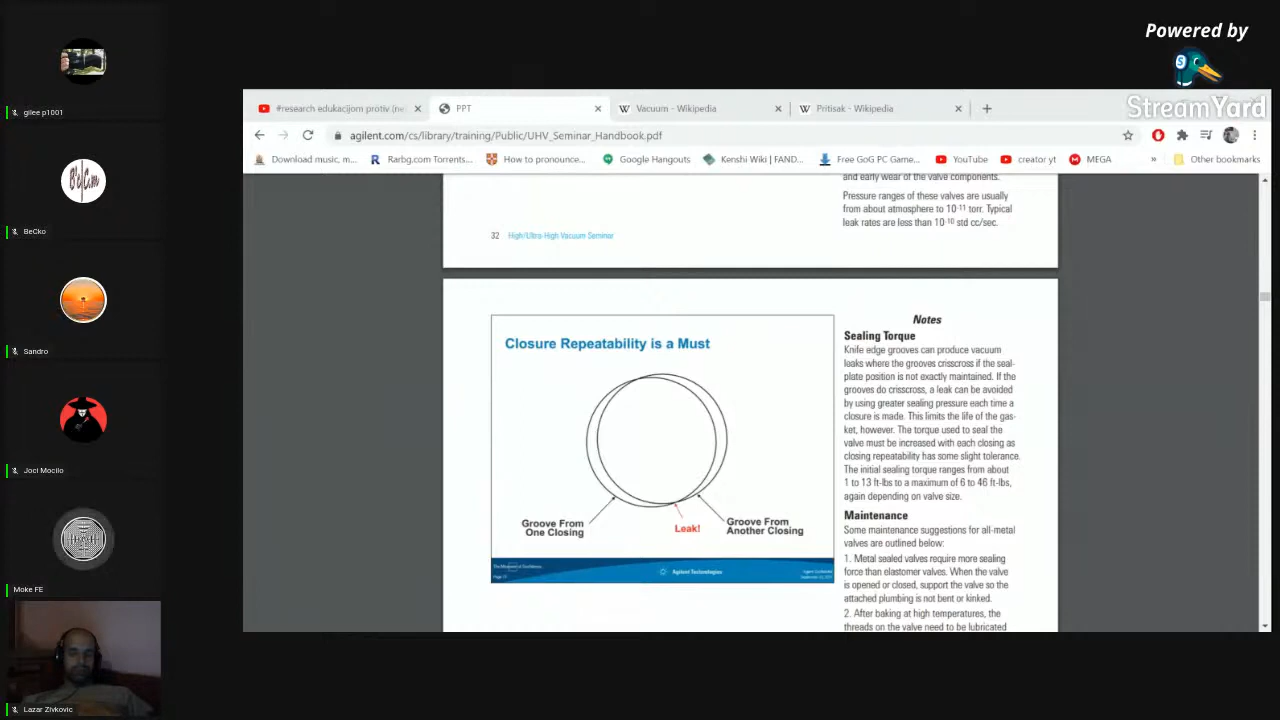 Powered by
StreamYard
gilee p1001
BeCko
Sandro
Joci Mocilo
Moke FE
Lazar Zivkovic
#research edukacijom protiv (ne
PPT
Vacuum - Wikipedia
Pritisak - Wikipedia
agilent.com/cs/library/training/Public/UHV_Seminar_Handbook.pdf
Download music, m...
Rarbg.com Torrents...
How to pronounce...
Google Hangouts
Kenshi Wiki | FAND...
Free GoG PC Game...
YouTube
creator yt
MEGA
»
Other bookmarks
and early wear of the valve components.
Pressure ranges of these valves are usually
from about atmosphere to 10-11 torr. Typical
leak rates are less than 10-10 std cc/sec.
32 High/Ultra-High Vacuum Seminar
Closure Repeatability is a Must
Groove From
One Closing
Leak!
Groove From
Another Closing
Agilent Technologies
Notes
Sealing Torque
Knife edge grooves can produce vacuum
leaks where the grooves crisscross if the seal-
plate position is not exactly maintained. If the
grooves do crisscross, a leak can be avoided
by using greater sealing pressure each time a
closure is made. This limits the life of the gas-
ket, however. The torque used to seal the
valve must be increased with each closing as
closing repeatability has some slight tolerance.
The initial sealing torque ranges from about
1 to 13 ft-lbs to a maximum of 6 to 46 ft-lbs,
again depending on valve size.
Maintenance
Some maintenance suggestions for all-metal
valves are outlined below:
1. Metal sealed valves require more sealing
force than elastomer valves. When the valve
is opened or closed, support the valve so the
attached plumbing is not bent or kinked.
2. After baking at high temperatures, the
threads on the valve need to be lubricated